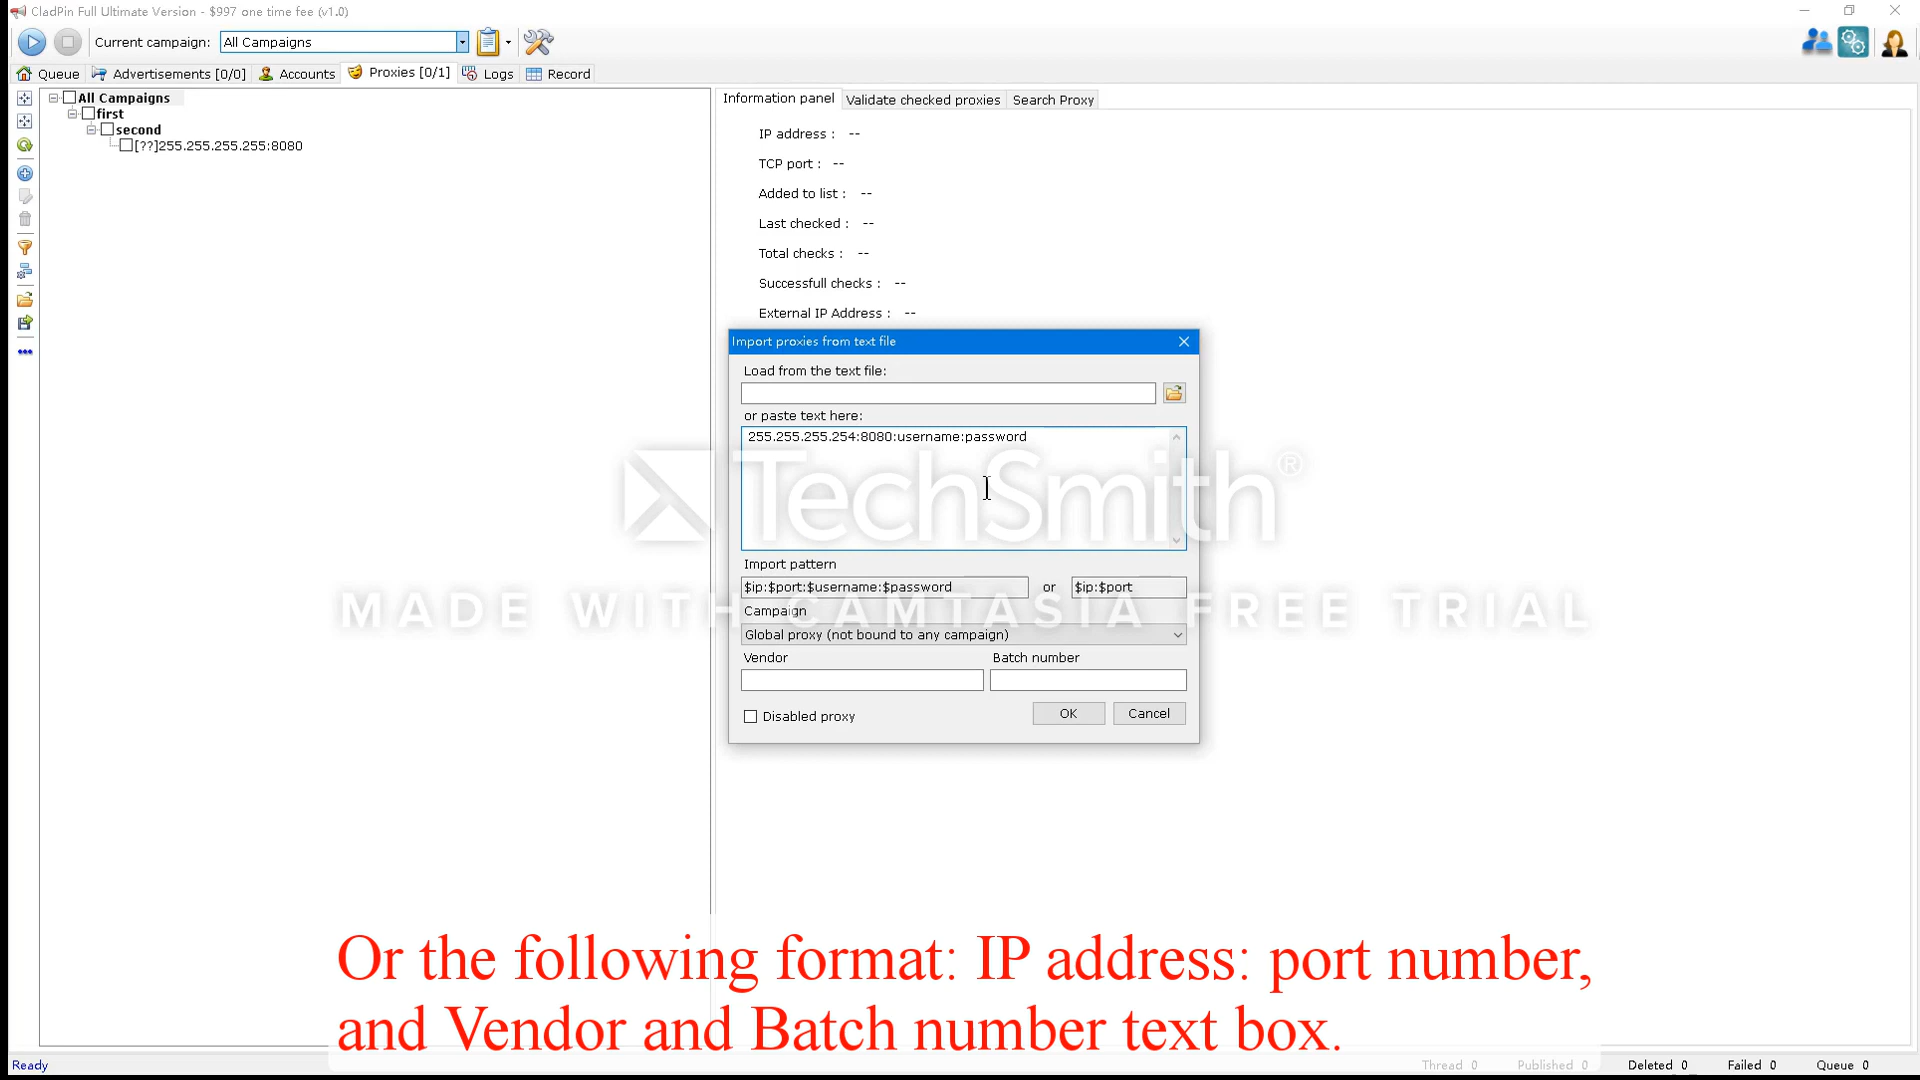 CladPin Full Ultimate Version - $997 one time fee (v1.0)
Current campaign: All Campaigns
Queue Advertisements [0/0] Accounts Proxies [0/1] Logs Record
All Campaigns
first
second
[??]255.255.255.255:8080
Information panel Validate checked proxies Search Proxy
IP address : --
TCP port : --
Added to list : --
Last checked : --
Total checks : --
Successfull checks : --
External IP Address : --
Import proxies from text file
Load from the text file:
or paste text here:
255.255.255.254:8080:username:password
TechSmith®
Import pattern
$ip:$port:$username:$password or $ip:$port
MADE WITH CAMTASIA FREE TRIAL
Campaign
Global proxy (not bound to any campaign)
Vendor Batch number
Disabled proxy OK Cancel
Or the following format: IP address: port number,
and Vendor and Batch number text box.
Ready Thread 0 Published 0 Deleted 0 Failed 0 Queue 0